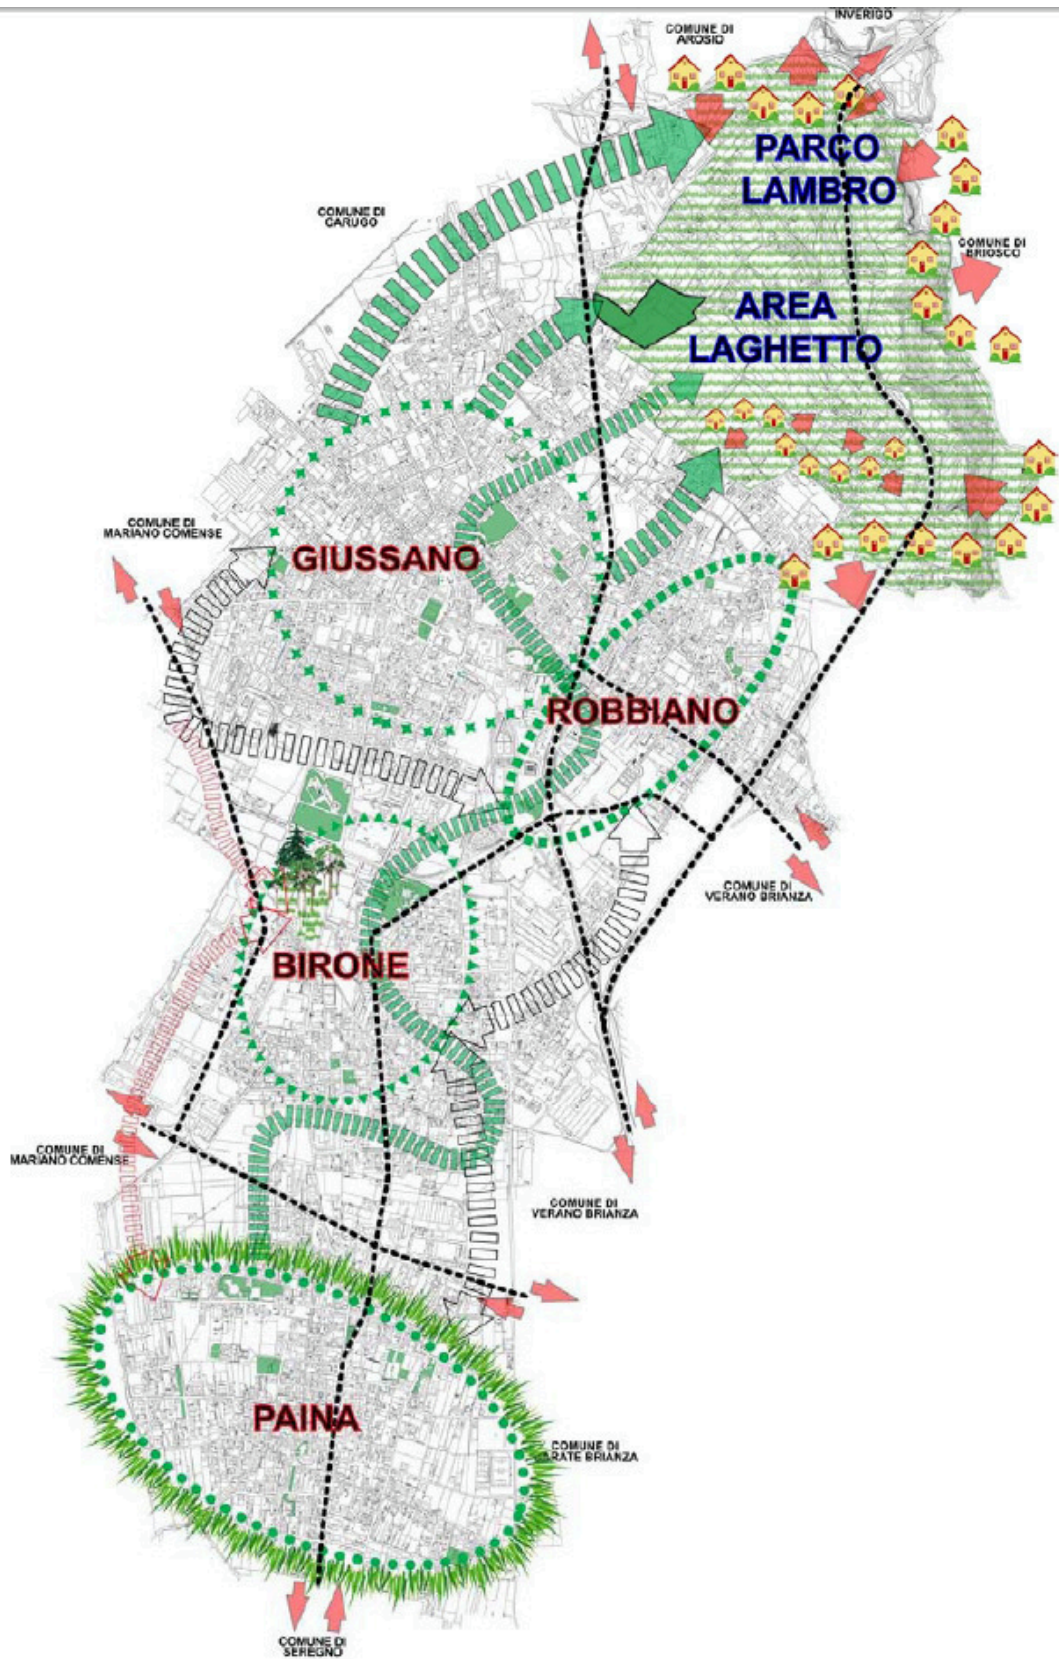 INVERIGO
COMUNE DI
AROSIO
PARCO
LAMBRO
COMUNE DI
CARUGO
COMUNE DI
BRIOSCO
AREA
LAGHETTO
COMUNE DI
MARIANO COMENSE
GIUSSANO
ROBBIANO
COMUNE DI
VERANO BRIANZA
BIRONE
COMUNE DI
MARIANO COMENSE
COMUNE DI
VERANO BRIANZA
PAINA
COMUNE DI
CARATE BRIANZA
COMUNE DI
SEREGNO